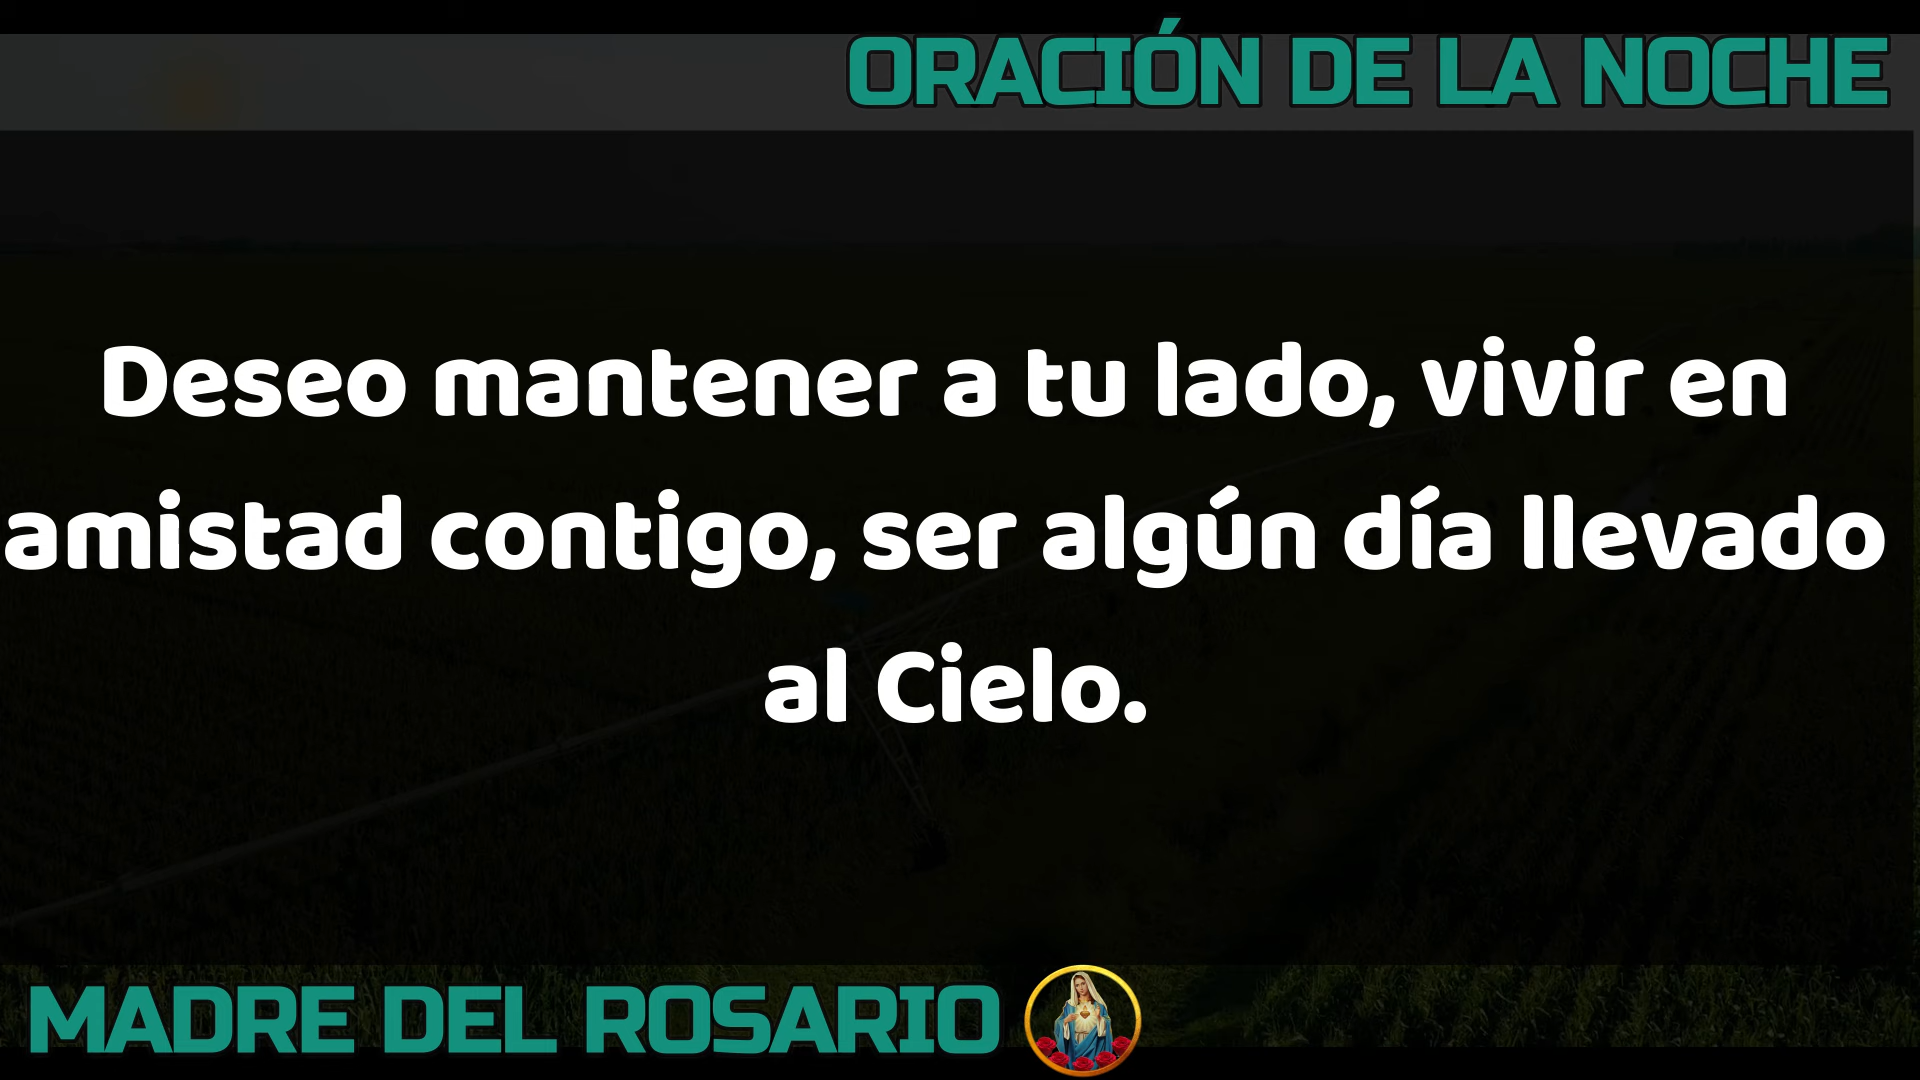 ORACIÓN DE LA NOCHE
Deseo mantener a tu lado, vivir en
amistad contigo, ser algún día llevado
al Cielo.
MADRE DEL ROSARIO